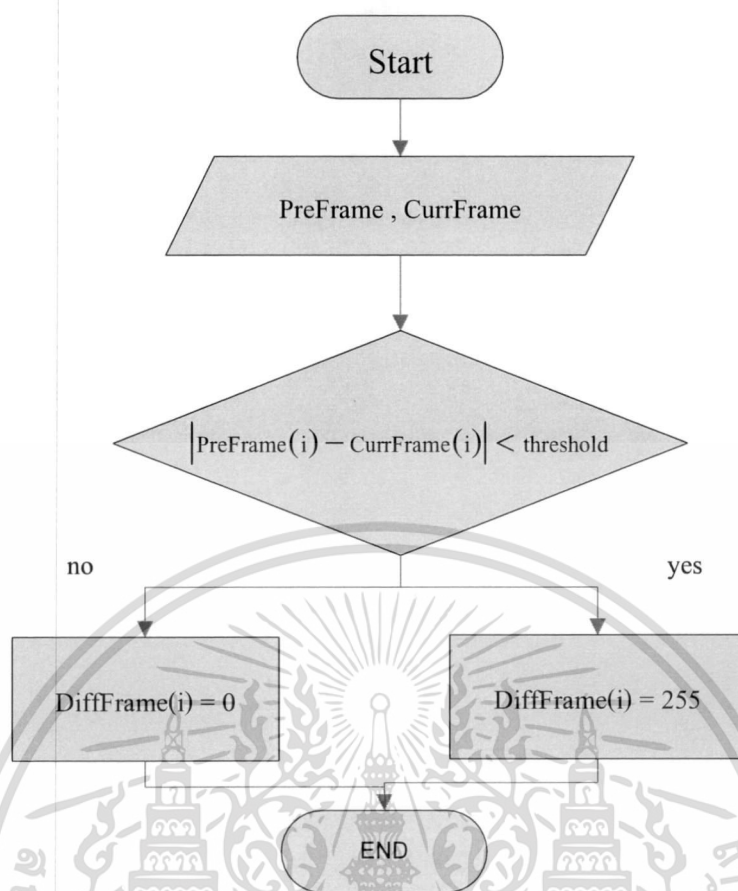 Start
PreFrame , CurrFrame
|PreFrame(i) − CurrFrame(i)| < threshold
no
yes
DiffFrame(i) = 0
DiffFrame(i) = 255
END